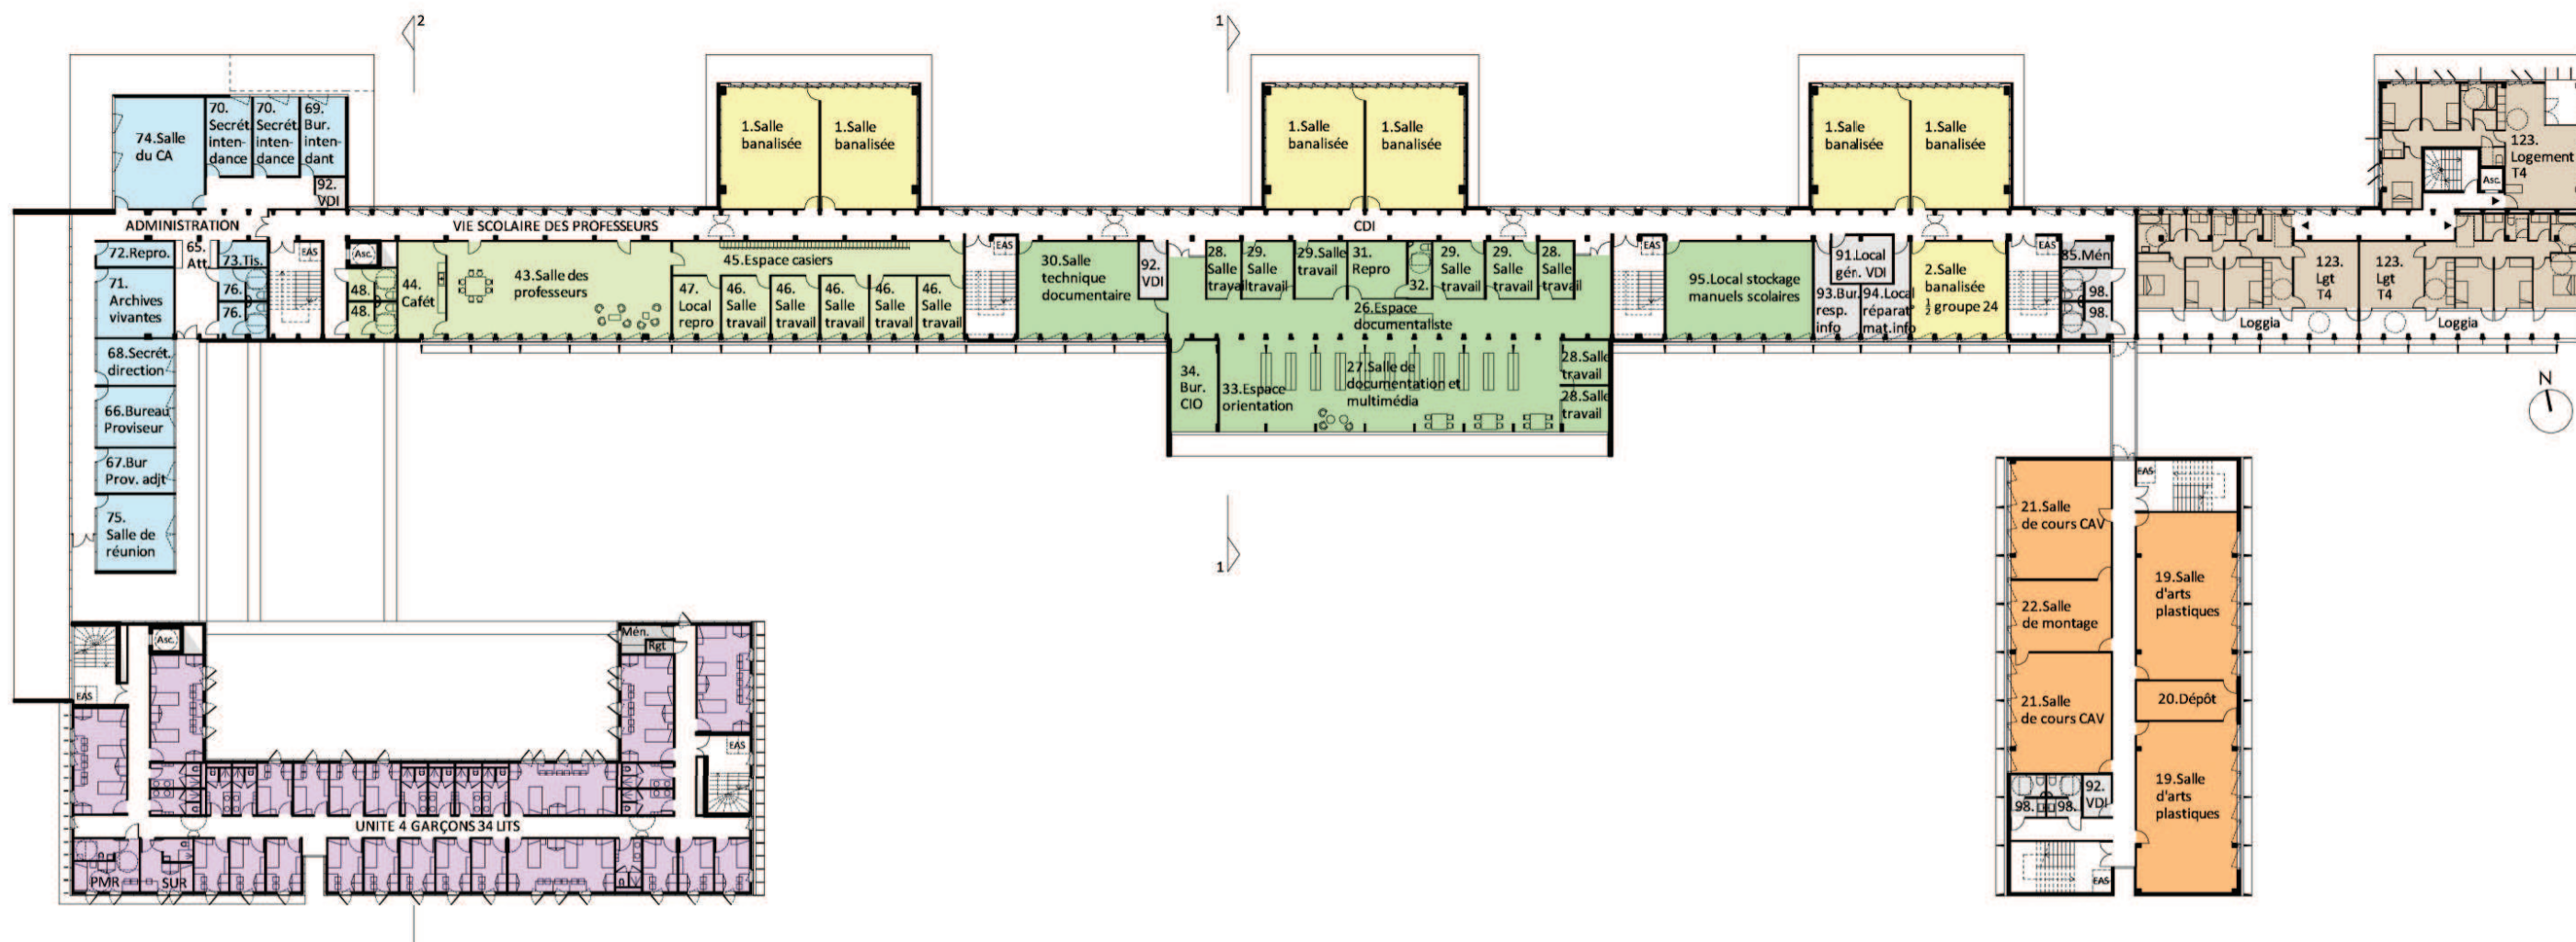 2
1
74.Salle
du CA
70.
Secrét.
inten-
dance
70.
Secrét.
inten-
dance
69.
Bur.
inten-
dant
92.
VDI
1.Salle
banalisée
1.Salle
banalisée
1.Salle
banalisée
1.Salle
banalisée
1.Salle
banalisée
1.Salle
banalisée
123.
Logement
T4
Asc.
ADMINISTRATION
VIE SCOLAIRE DES PROFESSEURS
CDI
72.Repro.
65.
Att.
73.Tis.
EAS
Asc.
71.
Archives
vivantes
76.
76.
48.
48.
44.
Cafét
43.Salle des
professeurs
45.Espace casiers
47.
Local
repro
46.
Salle
travail
46.
Salle
travail
46.
Salle
travail
46.
Salle
travail
46.
Salle
travail
EAS
30.Salle
technique
documentaire
92.
VDI
28.
Salle
travail
29.
Salle
travail
29.Salle
travail
31.
Repro
32.
29.
Salle
travail
29.
Salle
travail
28.
Salle
travail
26.Espace
documentaliste
EAS
95.Local stockage
manuels scolaires
91.Local
gén. VDI
93.Bur.
resp.
info
94.Local
réparat
mat.info
2.Salle
banalisée
½ groupe 24
EAS
85.Mén
98.
98.
123.
Lgt
T4
123.
Lgt
T4
Loggia
Loggia
68.Secrét.
direction
66.Bureau
Proviseur
67.Bur
Prov. adjt
75.
Salle de
réunion
34.
Bur.
CIO
33.Espace
orientation
27.Salle de
documentation et
multimédia
28.Salle
travail
28.Salle
travail
N
1
EAS
21.Salle
de cours CAV
22.Salle
de montage
21.Salle
de cours CAV
19.Salle
d'arts
plastiques
20.Dépôt
19.Salle
d'arts
plastiques
98.
98.
92.
VDI
EAS
Asc.
EAS
Mén.
Rgt
EAS
UNITE 4 GARÇONS 34 LITS
PMR
SUR